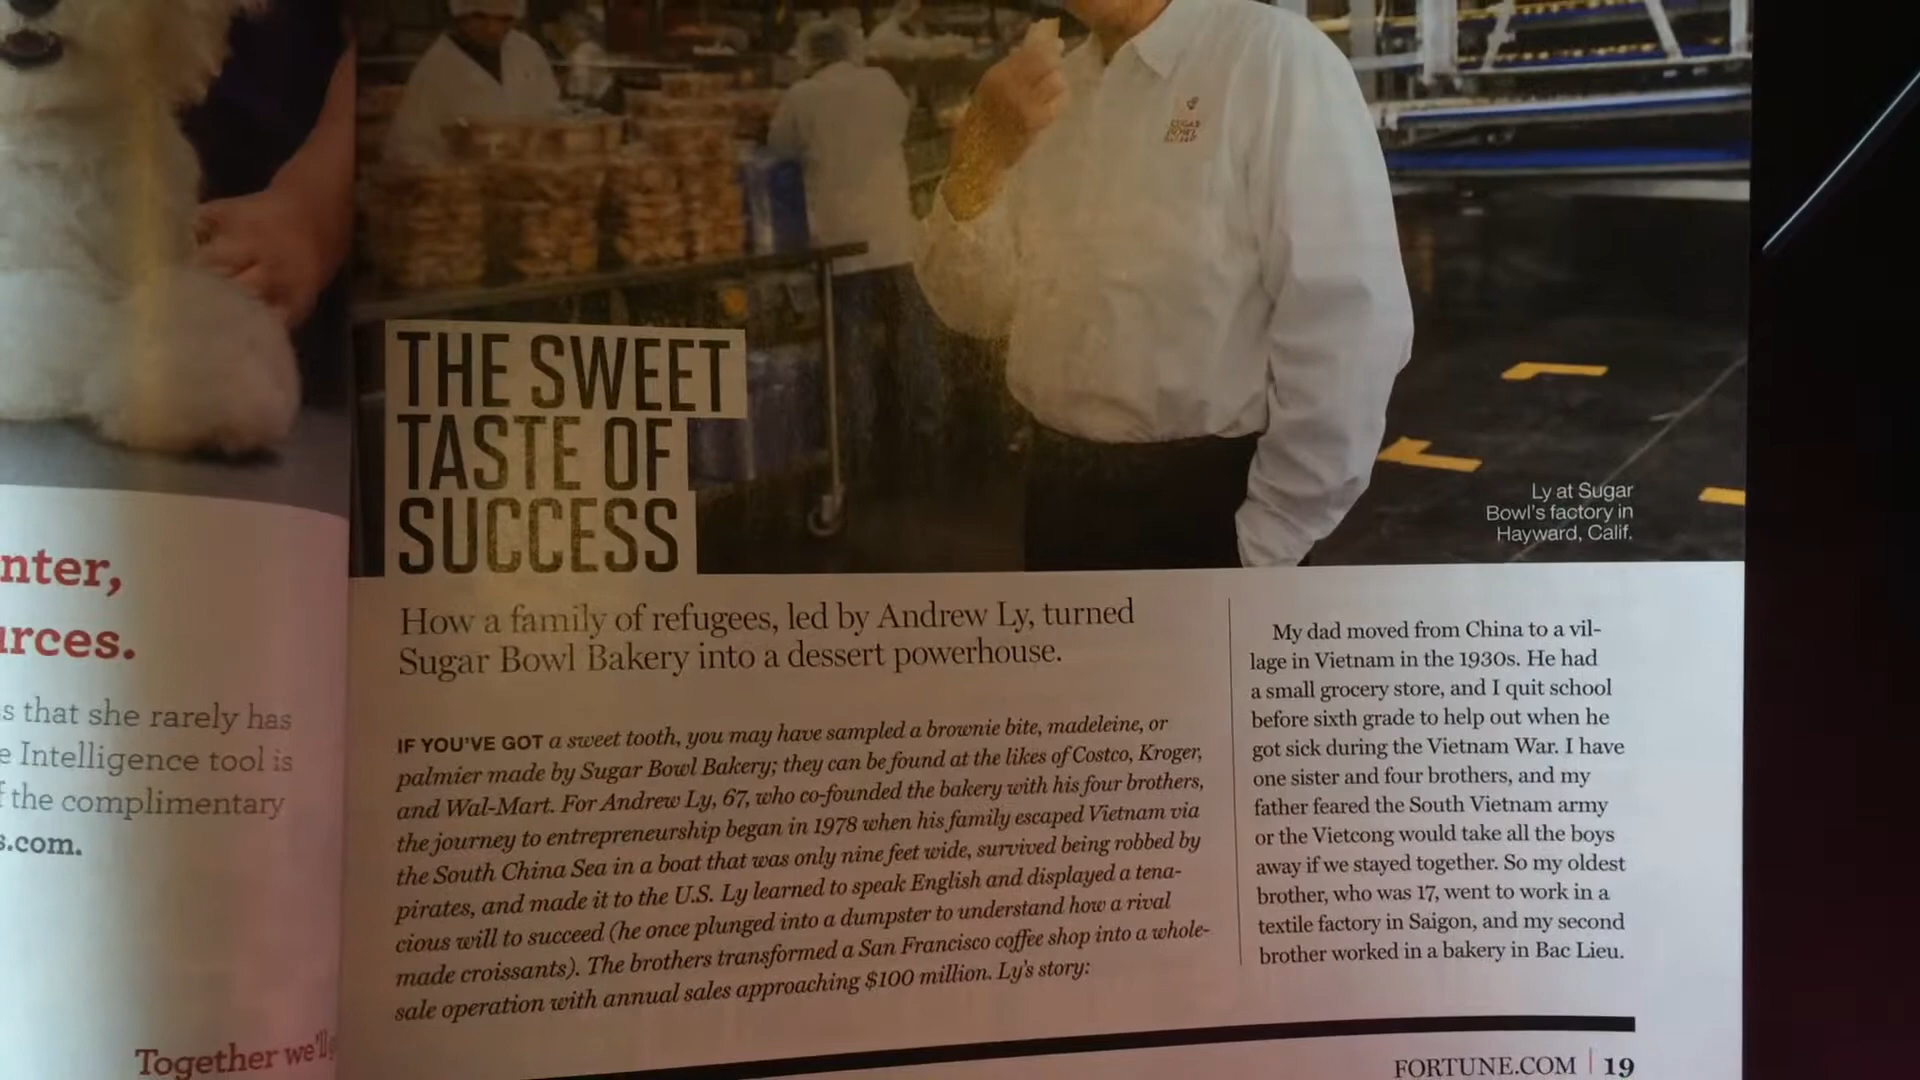 nter,
urces.
s that she rarely has
e Intelligence tool is
f the complimentary
s.com.
Together we'll
SUGAR
BOWL
BAKERY
THE SWEET
TASTE OF
SUCCESS
Ly at Sugar
Bowl's factory in
Hayward, Calif.
How a family of refugees, led by Andrew Ly, turned
Sugar Bowl Bakery into a dessert powerhouse.
IF YOU'VE GOT a sweet tooth, you may have sampled a brownie bite, madeleine, or
palmier made by Sugar Bowl Bakery; they can be found at the likes of Costco, Kroger,
and Wal-Mart. For Andrew Ly, 67, who co-founded the bakery with his four brothers,
the journey to entrepreneurship began in 1978 when his family escaped Vietnam via
the South China Sea in a boat that was only nine feet wide, survived being robbed by
pirates, and made it to the U.S. Ly learned to speak English and displayed a tena-
cious will to succeed (he once plunged into a dumpster to understand how a rival
made croissants). The brothers transformed a San Francisco coffee shop into a whole-
sale operation with annual sales approaching $100 million. Ly's story:
My dad moved from China to a vil-
lage in Vietnam in the 1930s. He had
a small grocery store, and I quit school
before sixth grade to help out when he
got sick during the Vietnam War. I have
one sister and four brothers, and my
father feared the South Vietnam army
or the Vietcong would take all the boys
away if we stayed together. So my oldest
brother, who was 17, went to work in a
textile factory in Saigon, and my second
brother worked in a bakery in Bac Lieu.
FORTUNE.COM | 19